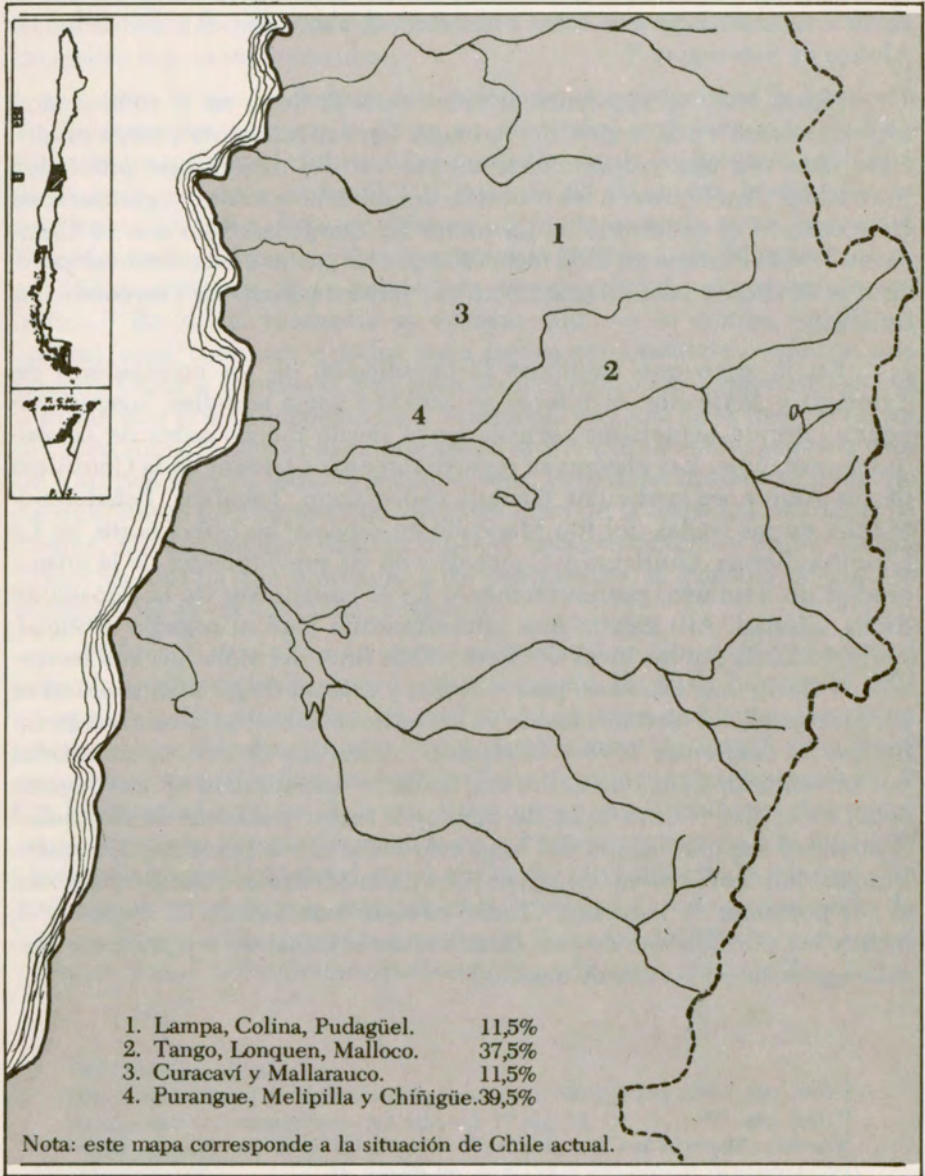 1
3
2
4
1. Lampa, Colina, Pudagüel. 11,5%
2. Tango, Lonquen, Malloco. 37,5%
3. Curacaví y Mallarauco. 11,5%
4. Purangue, Melipilla y Chiñigüe. 39,5%
Nota: este mapa corresponde a la situación de Chile actual.